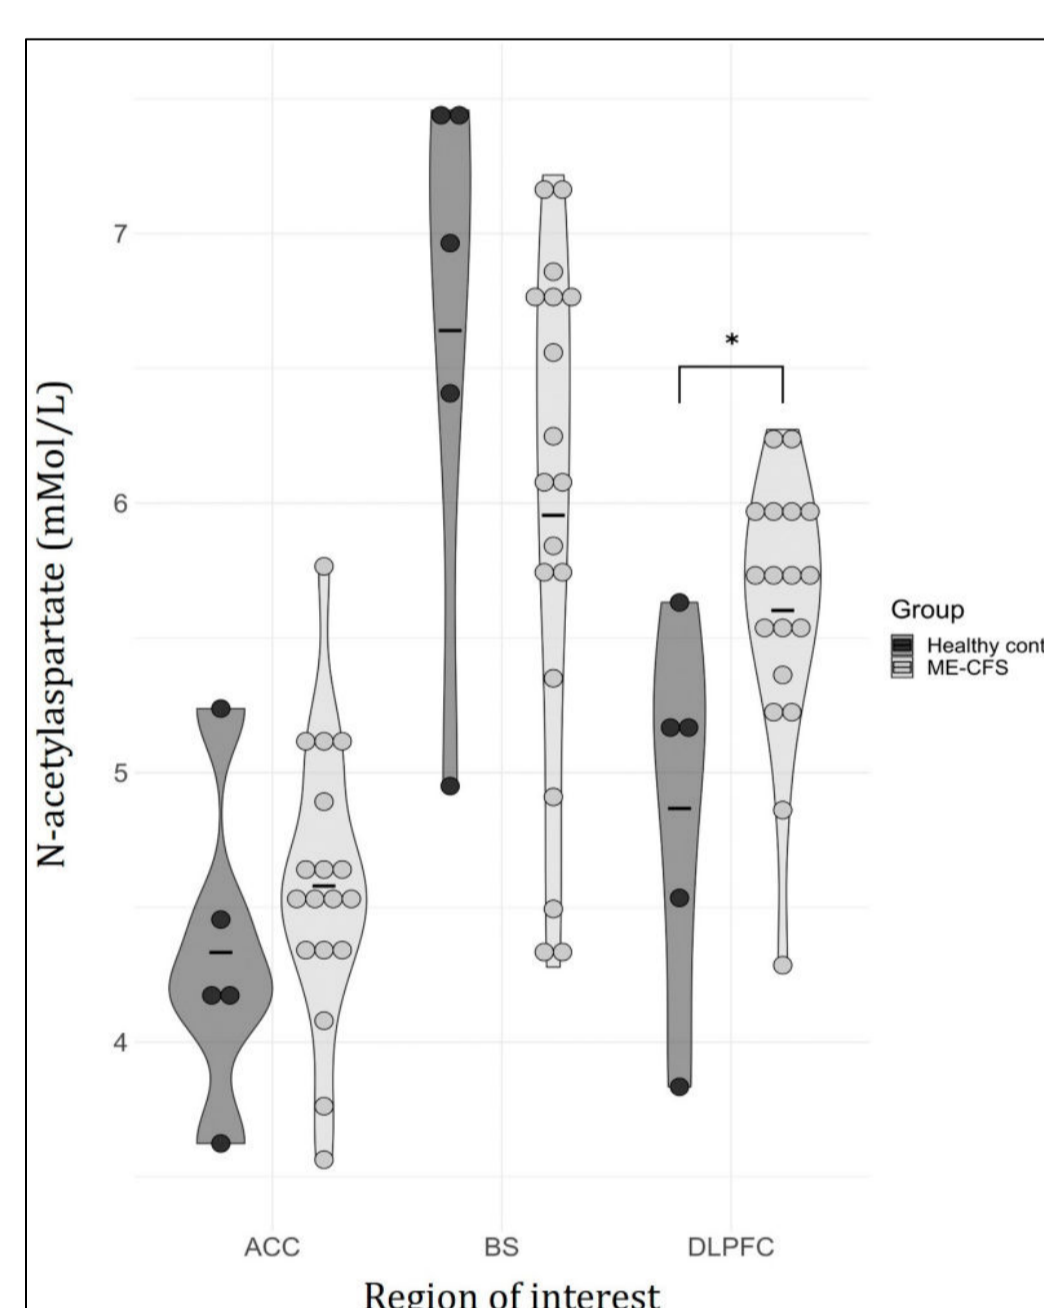 N-acetylaspartate (mMol/L)
7
6
5
4
*
ACC BS DLPFC
Region of interest
Group
Healthy cont
ME-CFS